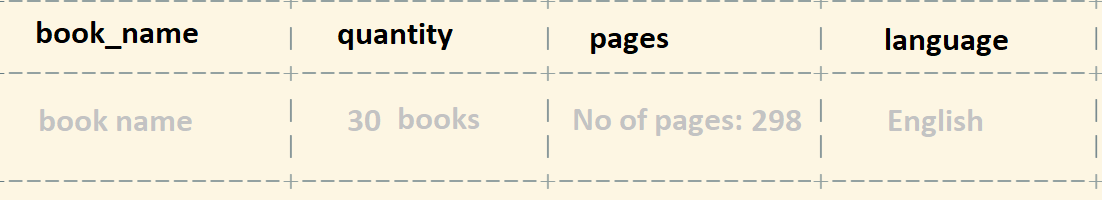 book_name quantity pages language
book name 30 books No of pages: 298 English